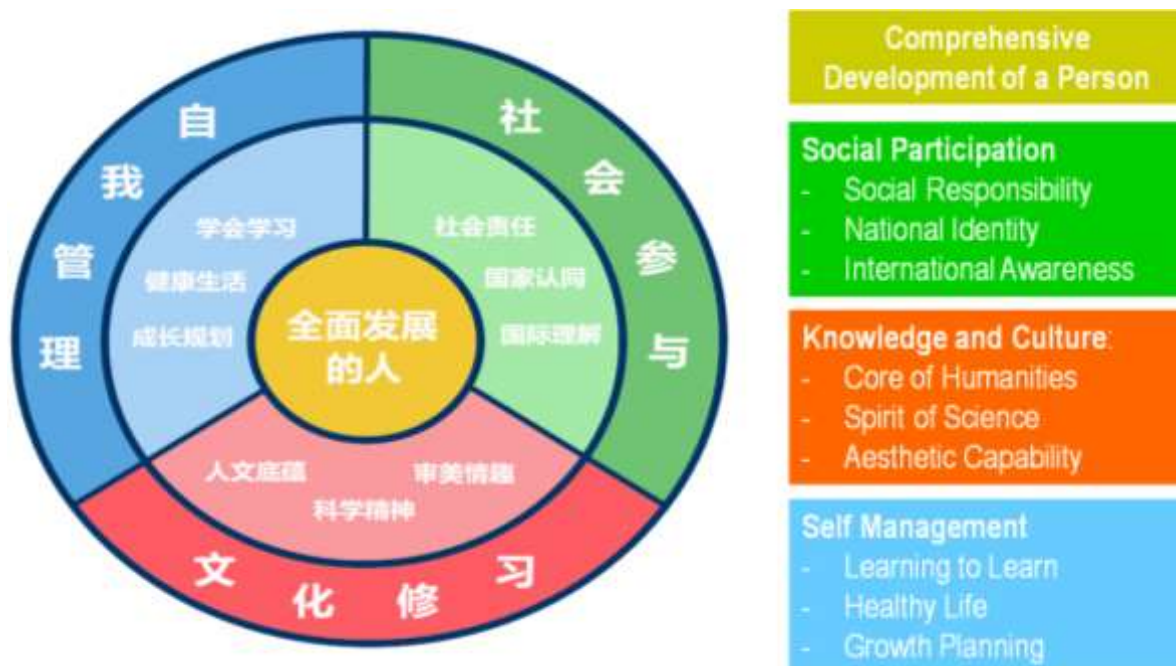 自我管理
社会参与
学会学习
健康生活
成长规划
社会责任
国家认同
国际理解
全面发展
的人
人文底蕴
审美情趣
科学精神
文化修习
Comprehensive
Development of a Person
Social Participation
- Social Responsibility
- National Identity
- International Awareness
Knowledge and Culture:
- Core of Humanities
- Spirit of Science
- Aesthetic Capability
Self Management
- Learning to Learn
- Healthy Life
- Growth Planning